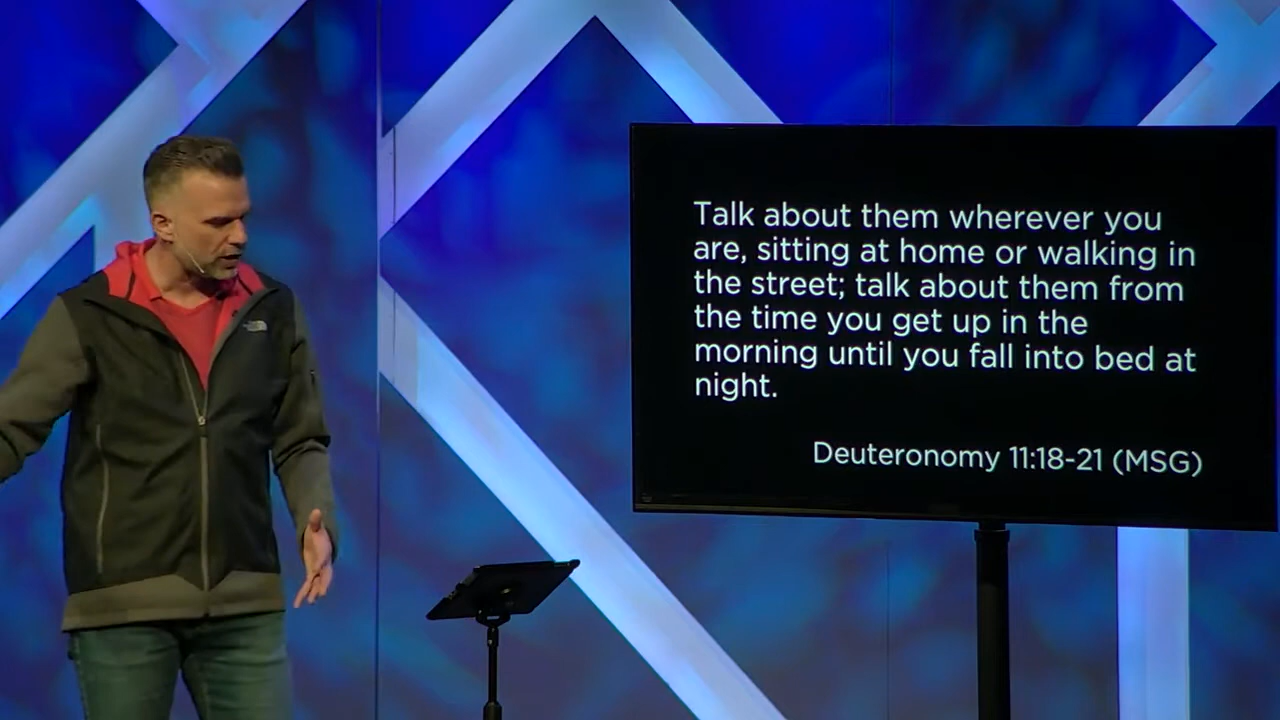 Talk about them wherever you
are, sitting at home or walking in
the street; talk about them from
the time you get up in the
morning until you fall into bed at
night.
Deuteronomy 11:18-21 (MSG)